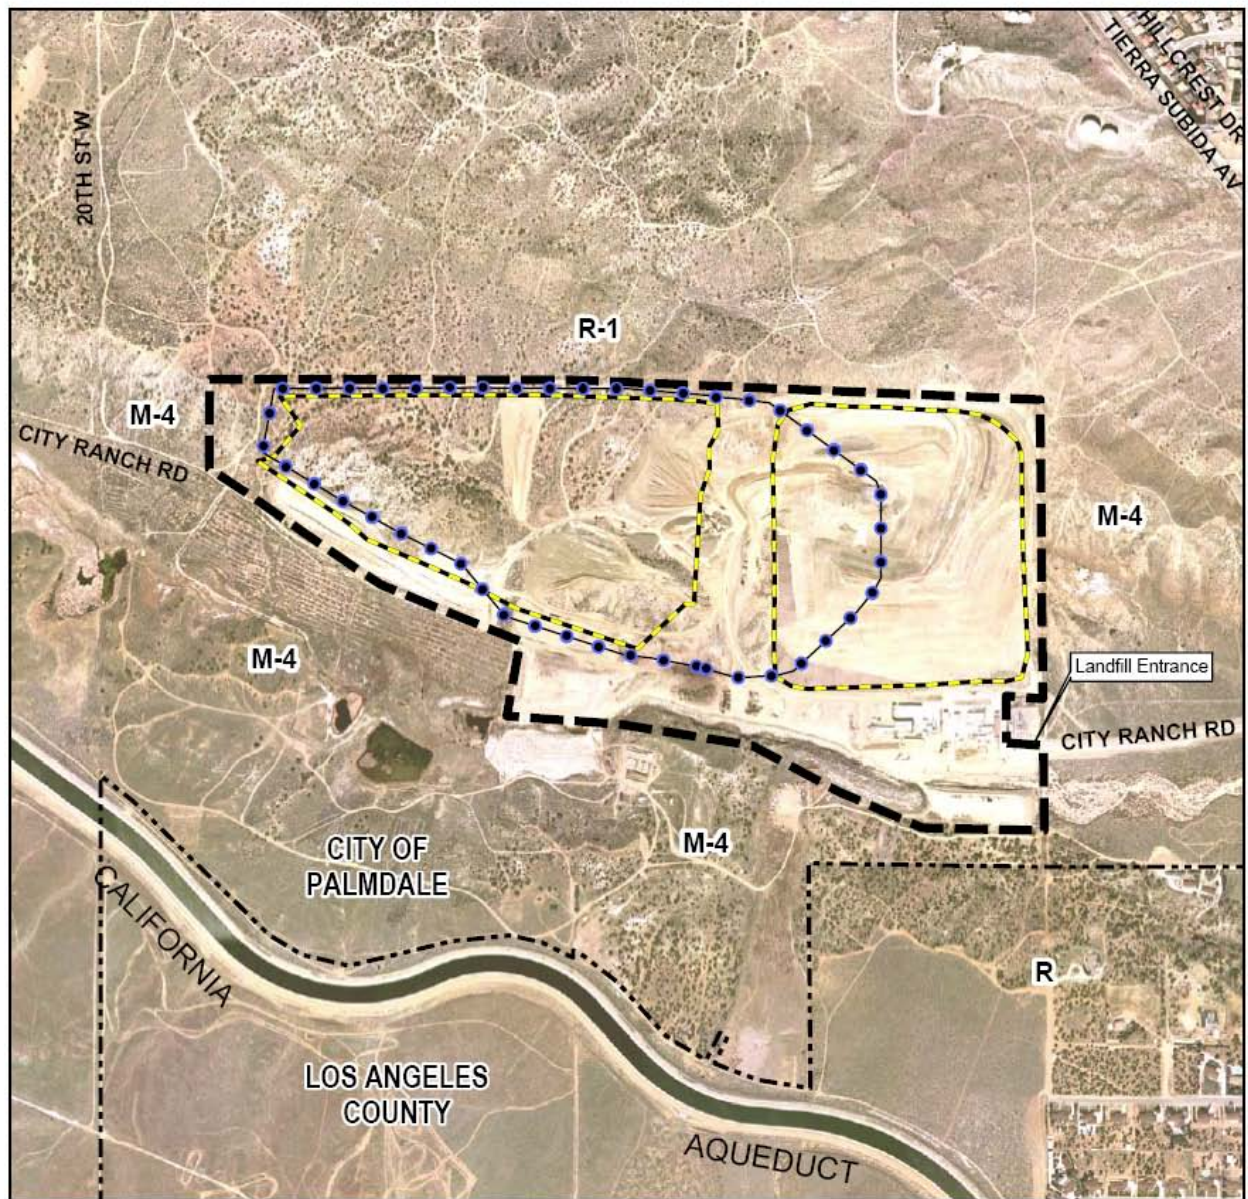 HILLCREST DR
TIERRA SUBIDA AV
20TH ST W
R-1
M-4
CITY RANCH RD
M-4
M-4
Landfill Entrance
CITY RANCH RD
M-4
CITY OF
PALMDALE
CALIFORNIA
R
LOS ANGELES
COUNTY
AQUEDUCT